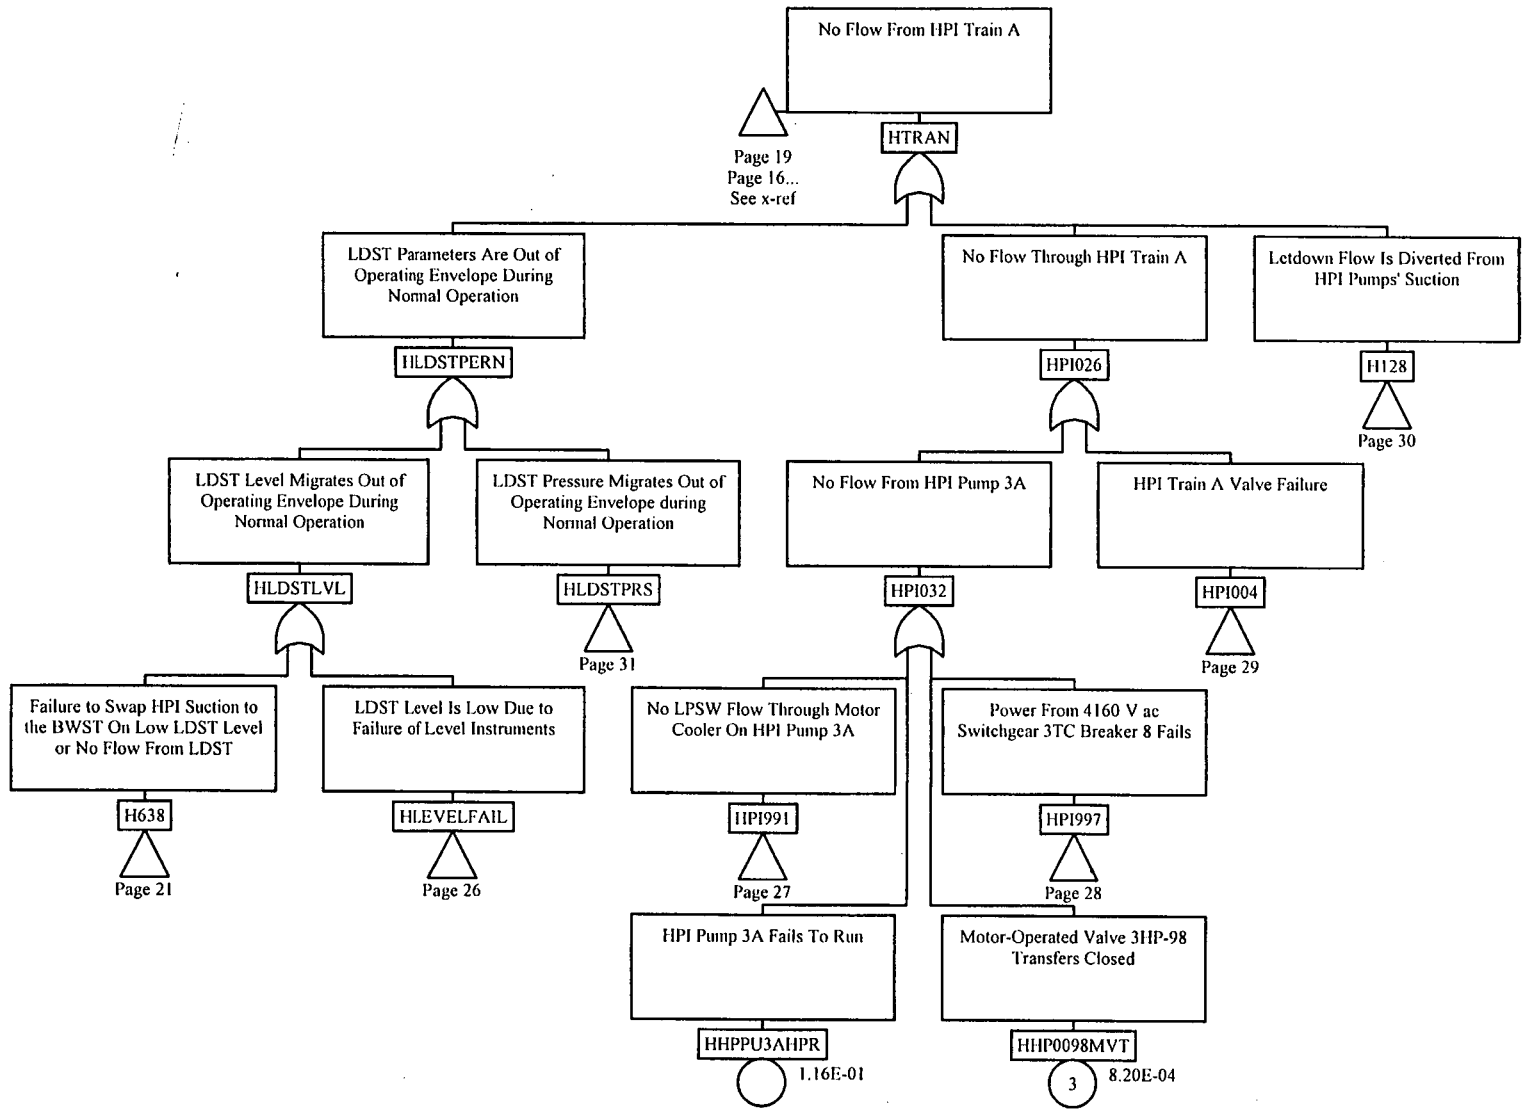 No Flow From HPI Train A
Page 19
Page 16...
See x-ref
HTRAN
LDST Parameters Are Out of
Operating Envelope During
Normal Operation
HLDSTPERN
No Flow Through HPI Train A
HPI026
Letdown Flow Is Diverted From
HPI Pumps' Suction
H128
Page 30
LDST Level Migrates Out of
Operating Envelope During
Normal Operation
HLDSTLVL
LDST Pressure Migrates Out of
Operating Envelope during
Normal Operation
HLDSTPRS
Page 31
No Flow From HPI Pump 3A
HPI032
HPI Train A Valve Failure
HPI004
Page 29
Failure to Swap HPI Suction to
the BWST On Low LDST Level
or No Flow From LDST
H638
Page 21
LDST Level Is Low Due to
Failure of Level Instruments
HLEVELFAIL
Page 26
No LPSW Flow Through Motor
Cooler On HPI Pump 3A
HPI991
Page 27
Power From 4160 V ac
Switchgear 3TC Breaker 8 Fails
HPI997
Page 28
HPI Pump 3A Fails To Run
HHPPU3AHPR
1.16E-01
Motor-Operated Valve 3HP-98
Transfers Closed
HHP0098MVT
3
8.20E-04